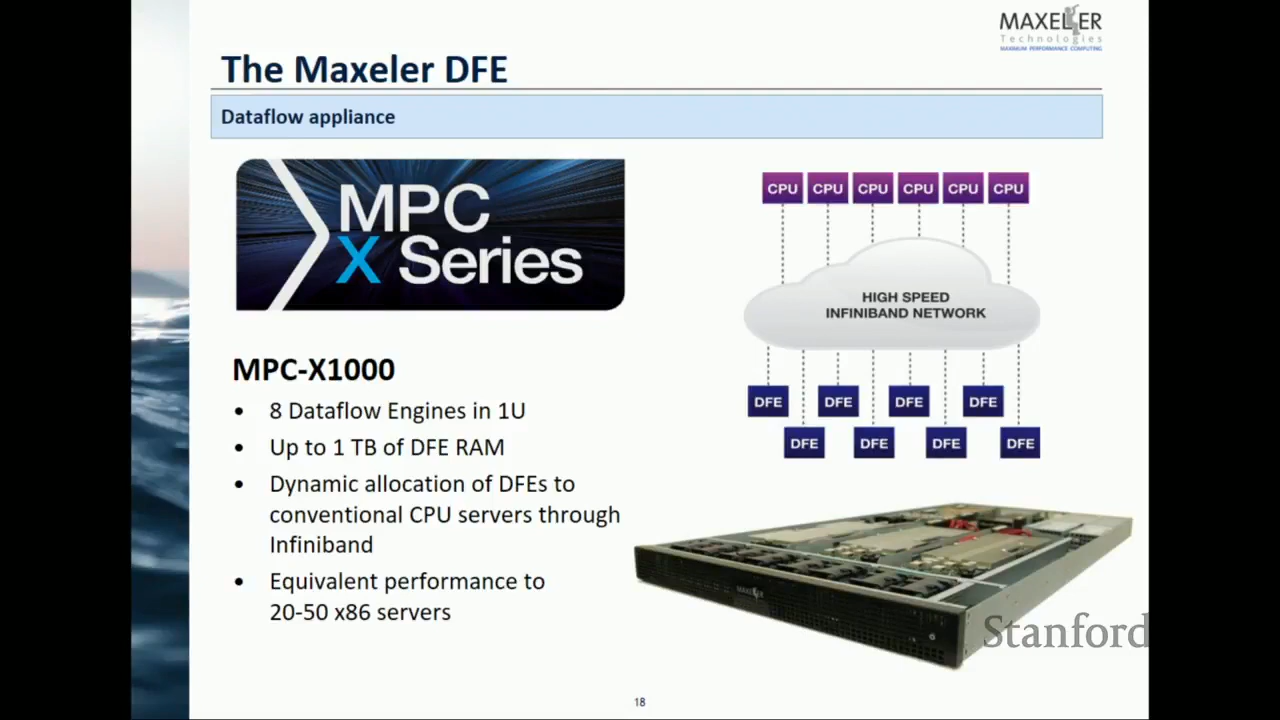 MAXELER
Technologies
MAXIMUM PERFORMANCE COMPUTING
The Maxeler DFE
Dataflow appliance
MPC
X Series
CPU CPU CPU CPU CPU CPU
HIGH SPEED
INFINIBAND NETWORK
DFE DFE DFE DFE
DFE DFE DFE DFE
MPC-X1000
• 8 Dataflow Engines in 1U
• Up to 1 TB of DFE RAM
• Dynamic allocation of DFEs to
conventional CPU servers through
Infiniband
• Equivalent performance to
20-50 x86 servers
MAXELER
Stanford
18